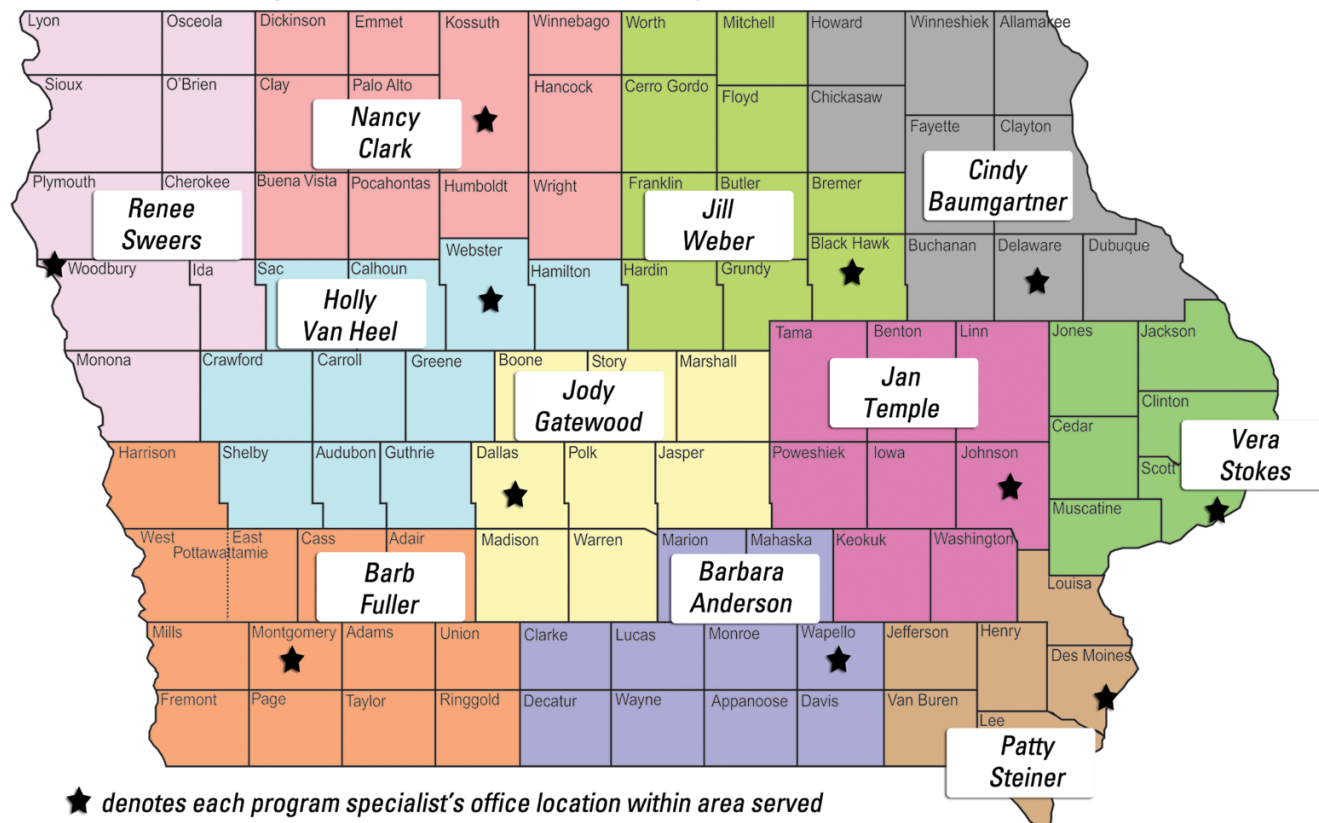 Lyon
Osceola
Dickinson
Emmet
Kossuth
Winnebago
Worth
Mitchell
Howard
Winneshiek
Allamakee
Sioux
O'Brien
Clay
Palo Alto
Hancock
Cerro Gordo
Floyd
Chickasaw
Nancy
Clark
Fayette
Clayton
Cindy
Baumgartner
Plymouth
Cherokee
Buena Vista
Pocahontas
Humboldt
Wright
Franklin
Butler
Bremer
Renee
Sweers
Jill
Weber
Webster
Black Hawk
Buchanan
Delaware
Dubuque
Woodbury
Ida
Sac
Calhoun
Hamilton
Hardin
Grundy
Holly
Van Heel
Tama
Benton
Linn
Jones
Jackson
Monona
Crawford
Carroll
Greene
Boone
Story
Marshall
Jody
Gatewood
Jan
Temple
Clinton
Cedar
Vera
Stokes
Harrison
Shelby
Audubon
Guthrie
Dallas
Polk
Jasper
Poweshiek
Iowa
Johnson
Scott
Muscatine
West
East
Pottawattamie
Cass
Adair
Madison
Warren
Marion
Mahaska
Keokuk
Washington
Barb
Fuller
Barbara
Anderson
Louisa
Mills
Montgomery
Adams
Union
Clarke
Lucas
Monroe
Wapello
Jefferson
Henry
Des Moines
Fremont
Page
Taylor
Ringgold
Decatur
Wayne
Appanoose
Davis
Van Buren
Lee
Patty
Steiner
denotes each program specialist's office location within area served